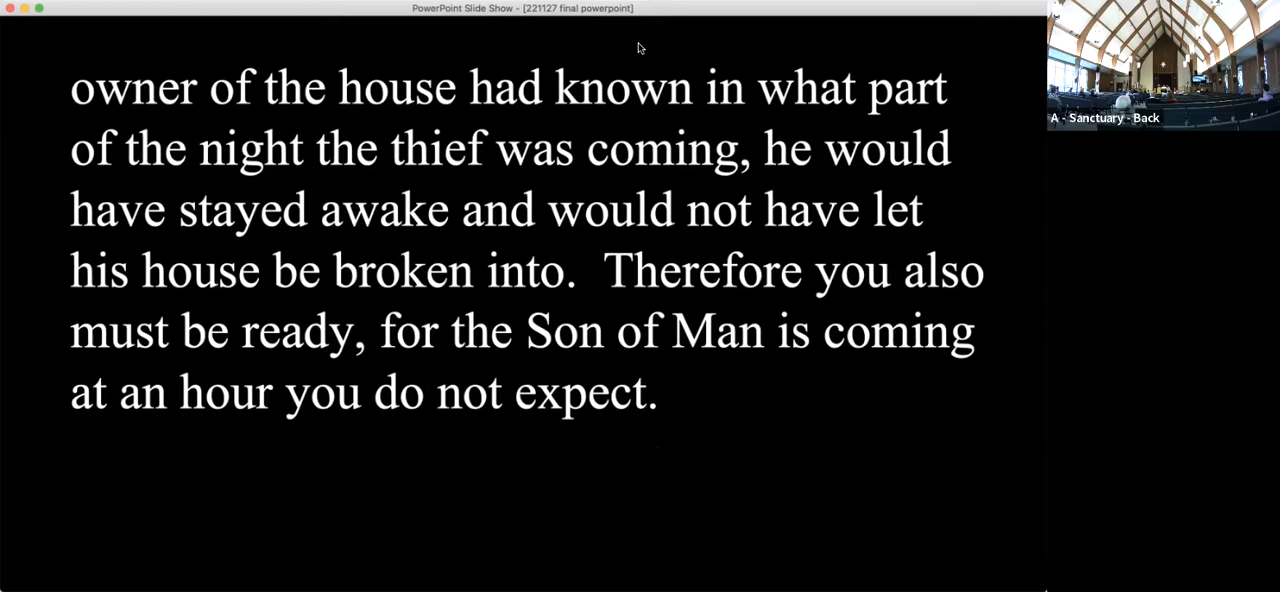 PowerPoint Slide Show - [221127 final powerpoint]
owner of the house had known in what part
of the night the thief was coming, he would
have stayed awake and would not have let
his house be broken into.  Therefore you also
must be ready, for the Son of Man is coming
at an hour you do not expect.
A - Sanctuary - Back